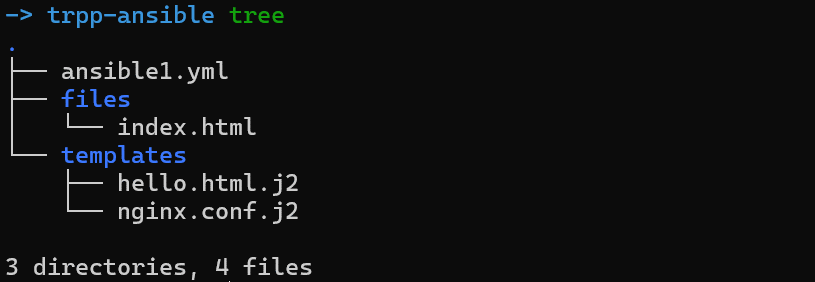 -> trpp-ansible tree
.
├── ansible1.yml
├── files
│   └── index.html
└── templates
    ├── hello.html.j2
    └── nginx.conf.j2
3 directories, 4 files